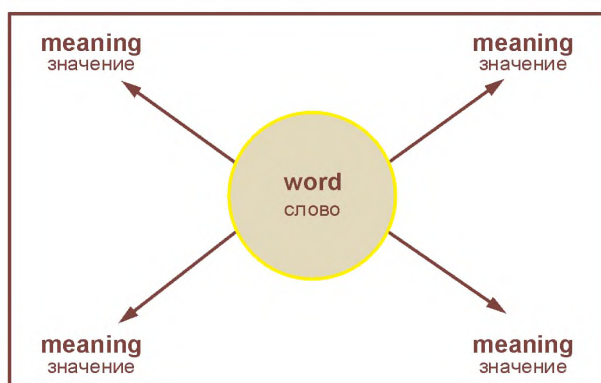 meaning
значение
meaning
значение
word
слово
meaning
значение
meaning
значение